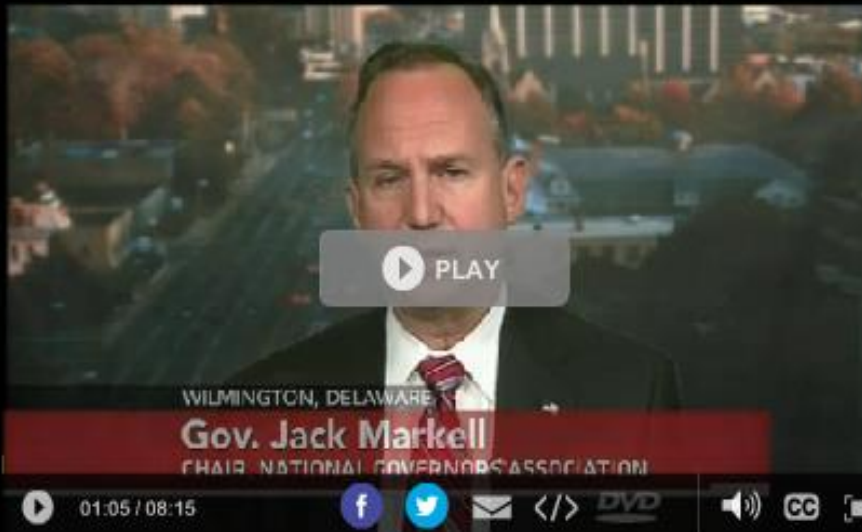 PLAY
WILMINGTON, DELAWARE
Gov. Jack Markell
CHAIR, NATIONAL GOVERNORS ASSOCIATION
01:05 / 08:15
f
</>
DVD
CC